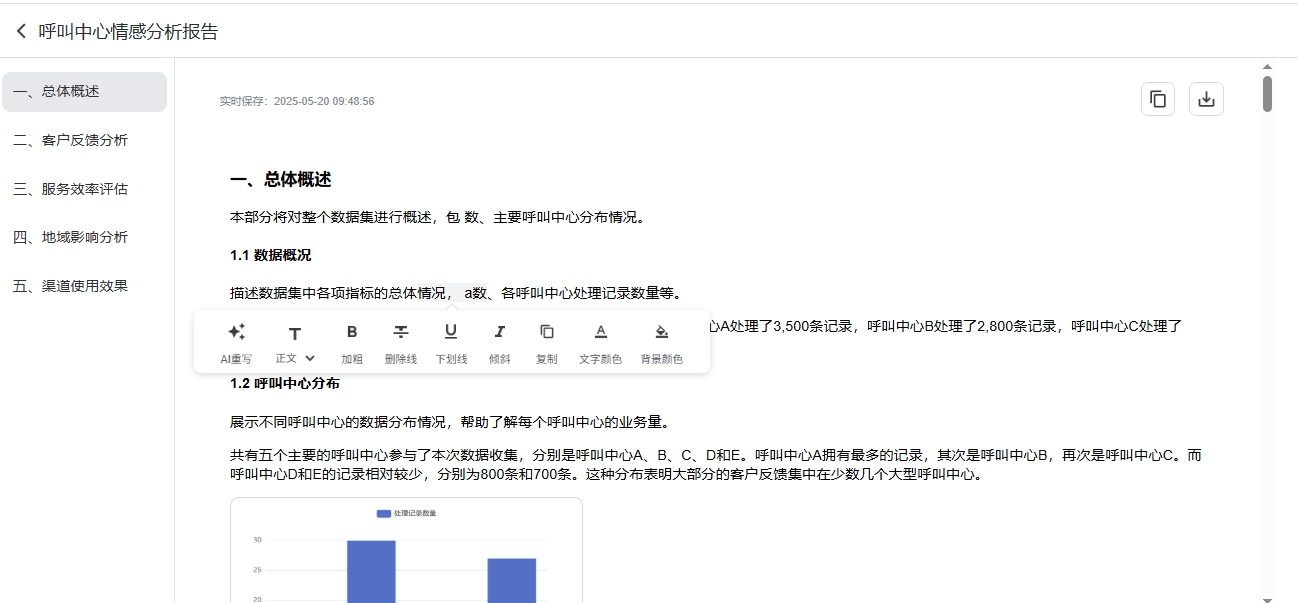 呼叫中心情感分析报告
一、总体概述
二、客户反馈分析
三、服务效率评估
四、地域影响分析
五、渠道使用效果
实时保存：2025-05-20 09:48:56
一、总体概述
本部分将对整个数据集进行概述，包 数、主要呼叫中心分布情况。
1.1 数据概况
描述数据集中各项指标的总体情况， a数、各呼叫中心处理记录数量等。
心A处理了3,500条记录，呼叫中心B处理了2,800条记录，呼叫中心C处理了
AI重写
正文
加粗
删除线
下划线
倾斜
复制
文字颜色
背景颜色
1.2 呼叫中心分布
展示不同呼叫中心的数据分布情况，帮助了解每个呼叫中心的业务量。
共有五个主要的呼叫中心参与了本次数据收集，分别是呼叫中心A、B、C、D和E。呼叫中心A拥有最多的记录，其次是呼叫中心B，再次是呼叫中心C。而
呼叫中心D和E的记录相对较少，分别为800条和700条。这种分布表明大部分的客户反馈集中在少数几个大型呼叫中心。
处理记录数量
30
25
20